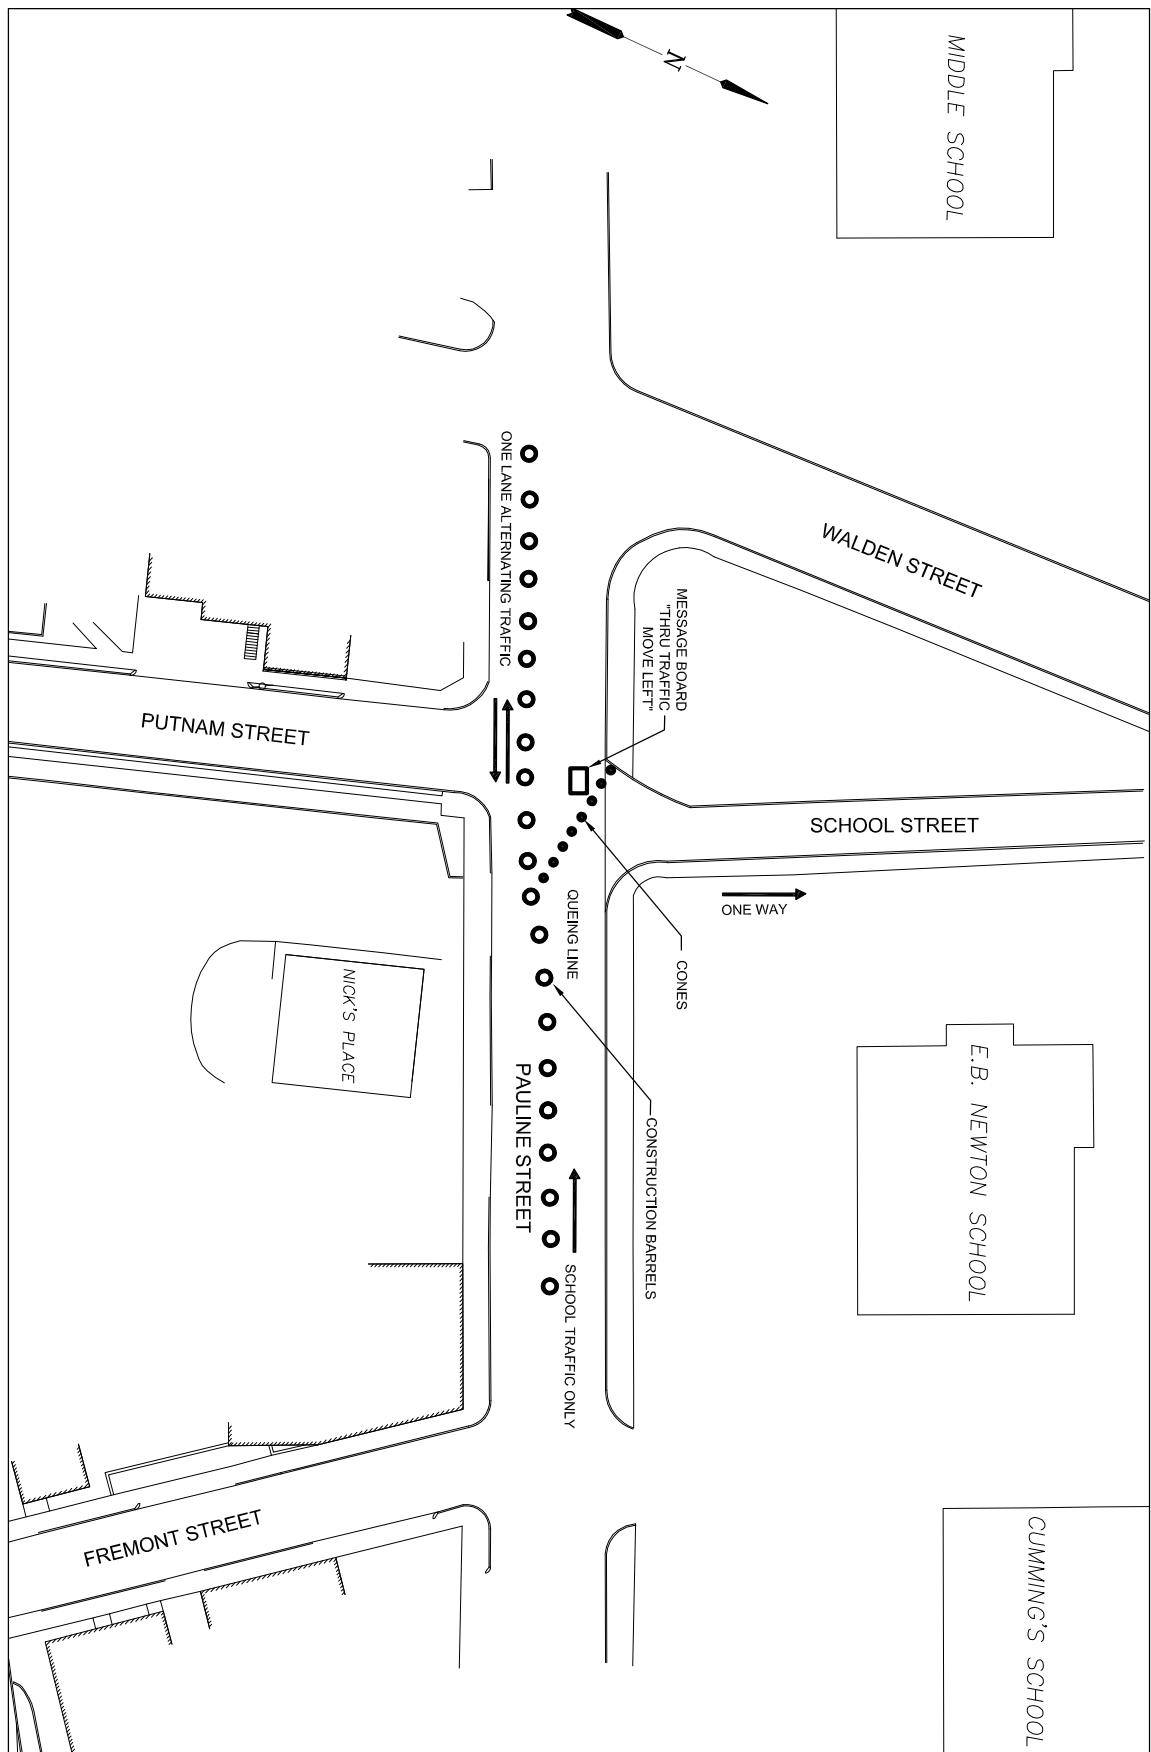 N
MIDDLE SCHOOL
WALDEN STREET
ONE LANE ALTERNATING TRAFFIC
MESSAGE BOARD
"THRU TRAFFIC
MOVE LEFT"
PUTNAM STREET
SCHOOL STREET
ONE WAY
QUEING LINE
CONES
NICK'S PLACE
E.B. NEWTON SCHOOL
PAULINE STREET
CONSTRUCTION BARRELS
SCHOOL TRAFFIC ONLY
FREMONT STREET
CUMMING'S SCHOOL